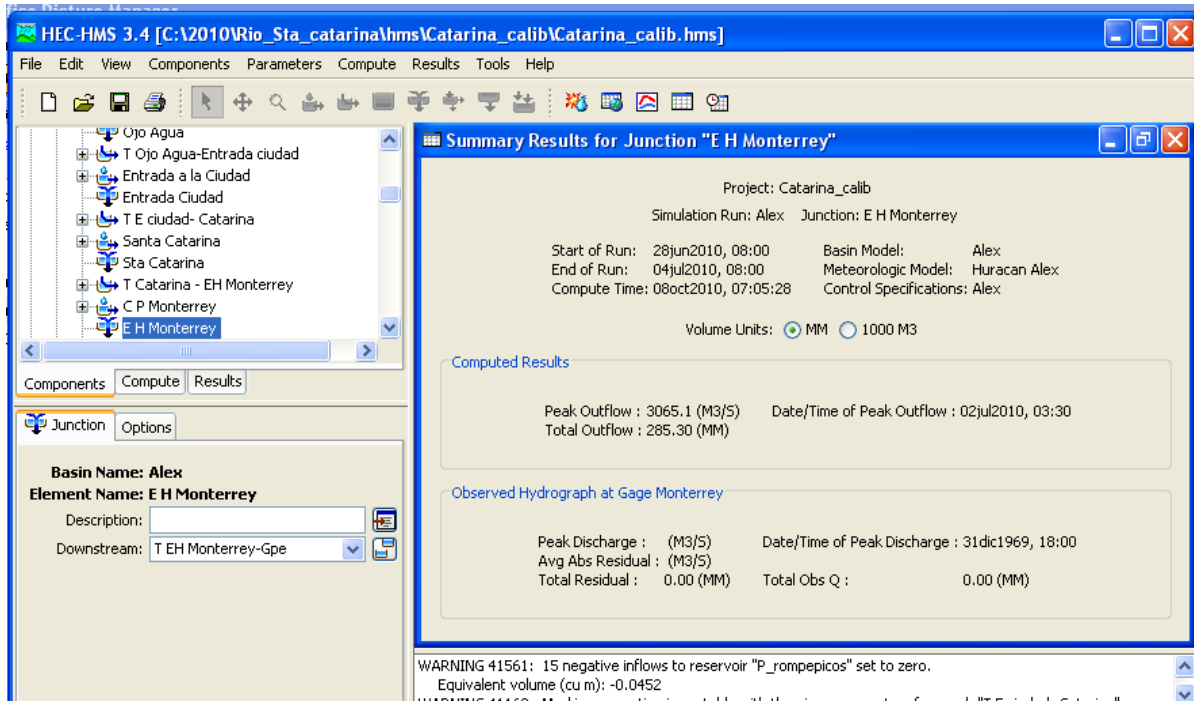 HEC-HMS 3.4 [C:\2010\Rio_Sta_catarina\hms\Catarina_calib\Catarina_calib.hms]
File Edit View Components Parameters Compute Results Tools Help
Ojo Agua
T Ojo Agua-Entrada ciudad
Entrada a la Ciudad
Entrada Ciudad
T E ciudad- Catarina
Santa Catarina
Sta Catarina
T Catarina - EH Monterrey
C P Monterrey
E H Monterrey
Components Compute Results
Junction Options
Basin Name: Alex
Element Name: E H Monterrey
Description:
Downstream: T EH Monterrey-Gpe
Summary Results for Junction "E H Monterrey"
Project: Catarina_calib
Simulation Run: Alex Junction: E H Monterrey
Start of Run: 28jun2010, 08:00 Basin Model: Alex
End of Run: 04jul2010, 08:00 Meteorologic Model: Huracan Alex
Compute Time: 08oct2010, 07:05:28 Control Specifications: Alex
Volume Units: MM 1000 M3
Computed Results
Peak Outflow : 3065.1 (M3/S) Date/Time of Peak Outflow : 02jul2010, 03:30
Total Outflow : 285.30 (MM)
Observed Hydrograph at Gage Monterrey
Peak Discharge : (M3/S) Date/Time of Peak Discharge : 31dic1969, 18:00
Avg Abs Residual : (M3/S)
Total Residual : 0.00 (MM) Total Obs Q : 0.00 (MM)
WARNING 41561: 15 negative inflows to reservoir "P_rompepicos" set to zero.
Equivalent volume (cu m): -0.0452